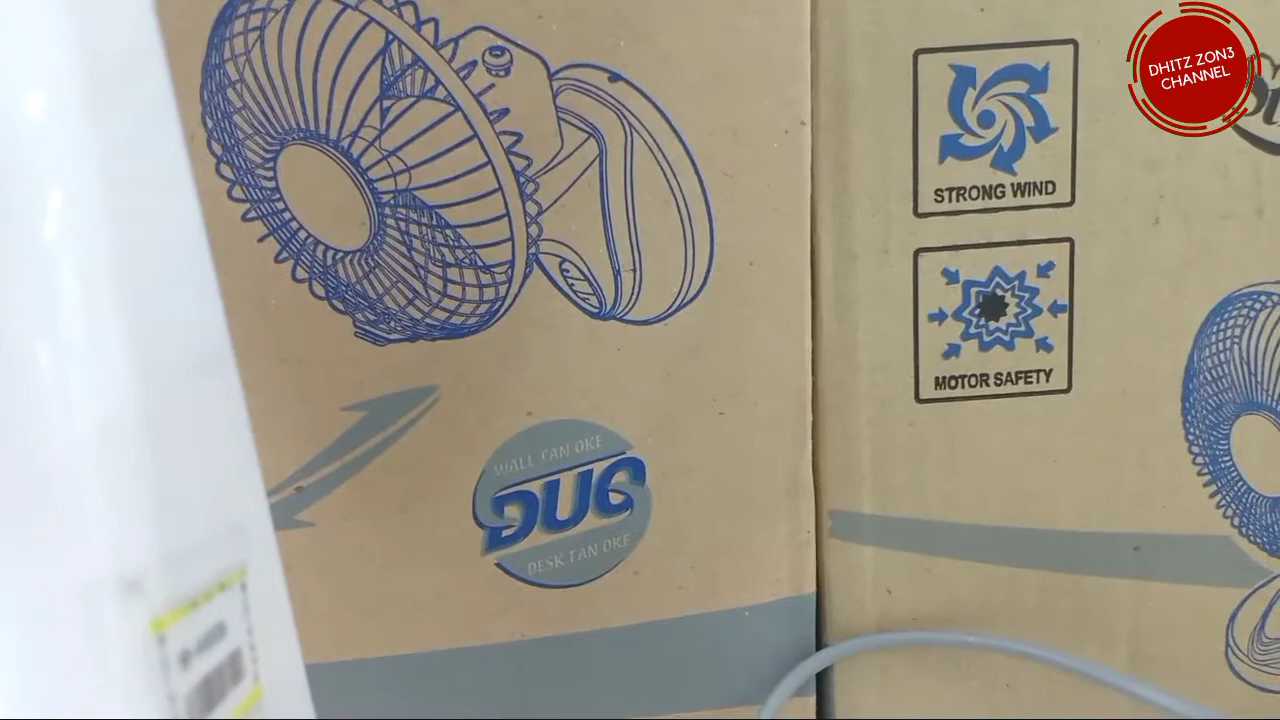 WALL FAN OKE
DUO
DESK FAN OKE
STRONG WIND
MOTOR SAFETY
DHITZ ZON3
CHANNEL